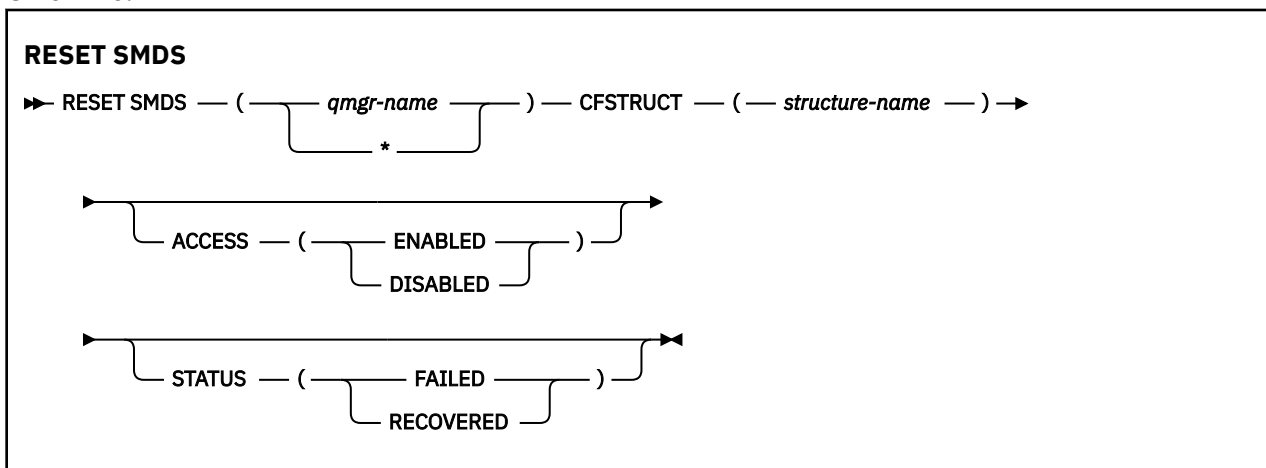 RESET SMDS
RESET SMDS ( qmgr-name ) CFSTRUCT ( structure-name )
*
ACCESS ( ENABLED )
DISABLED
STATUS ( FAILED )
RECOVERED